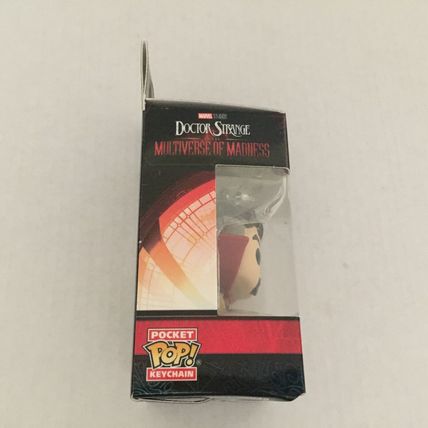 MARVEL STUDIOS
DOCTOR STRANGE
IN THE
MULTIVERSE OF MADNESS
POCKET
POP!
KEYCHAIN